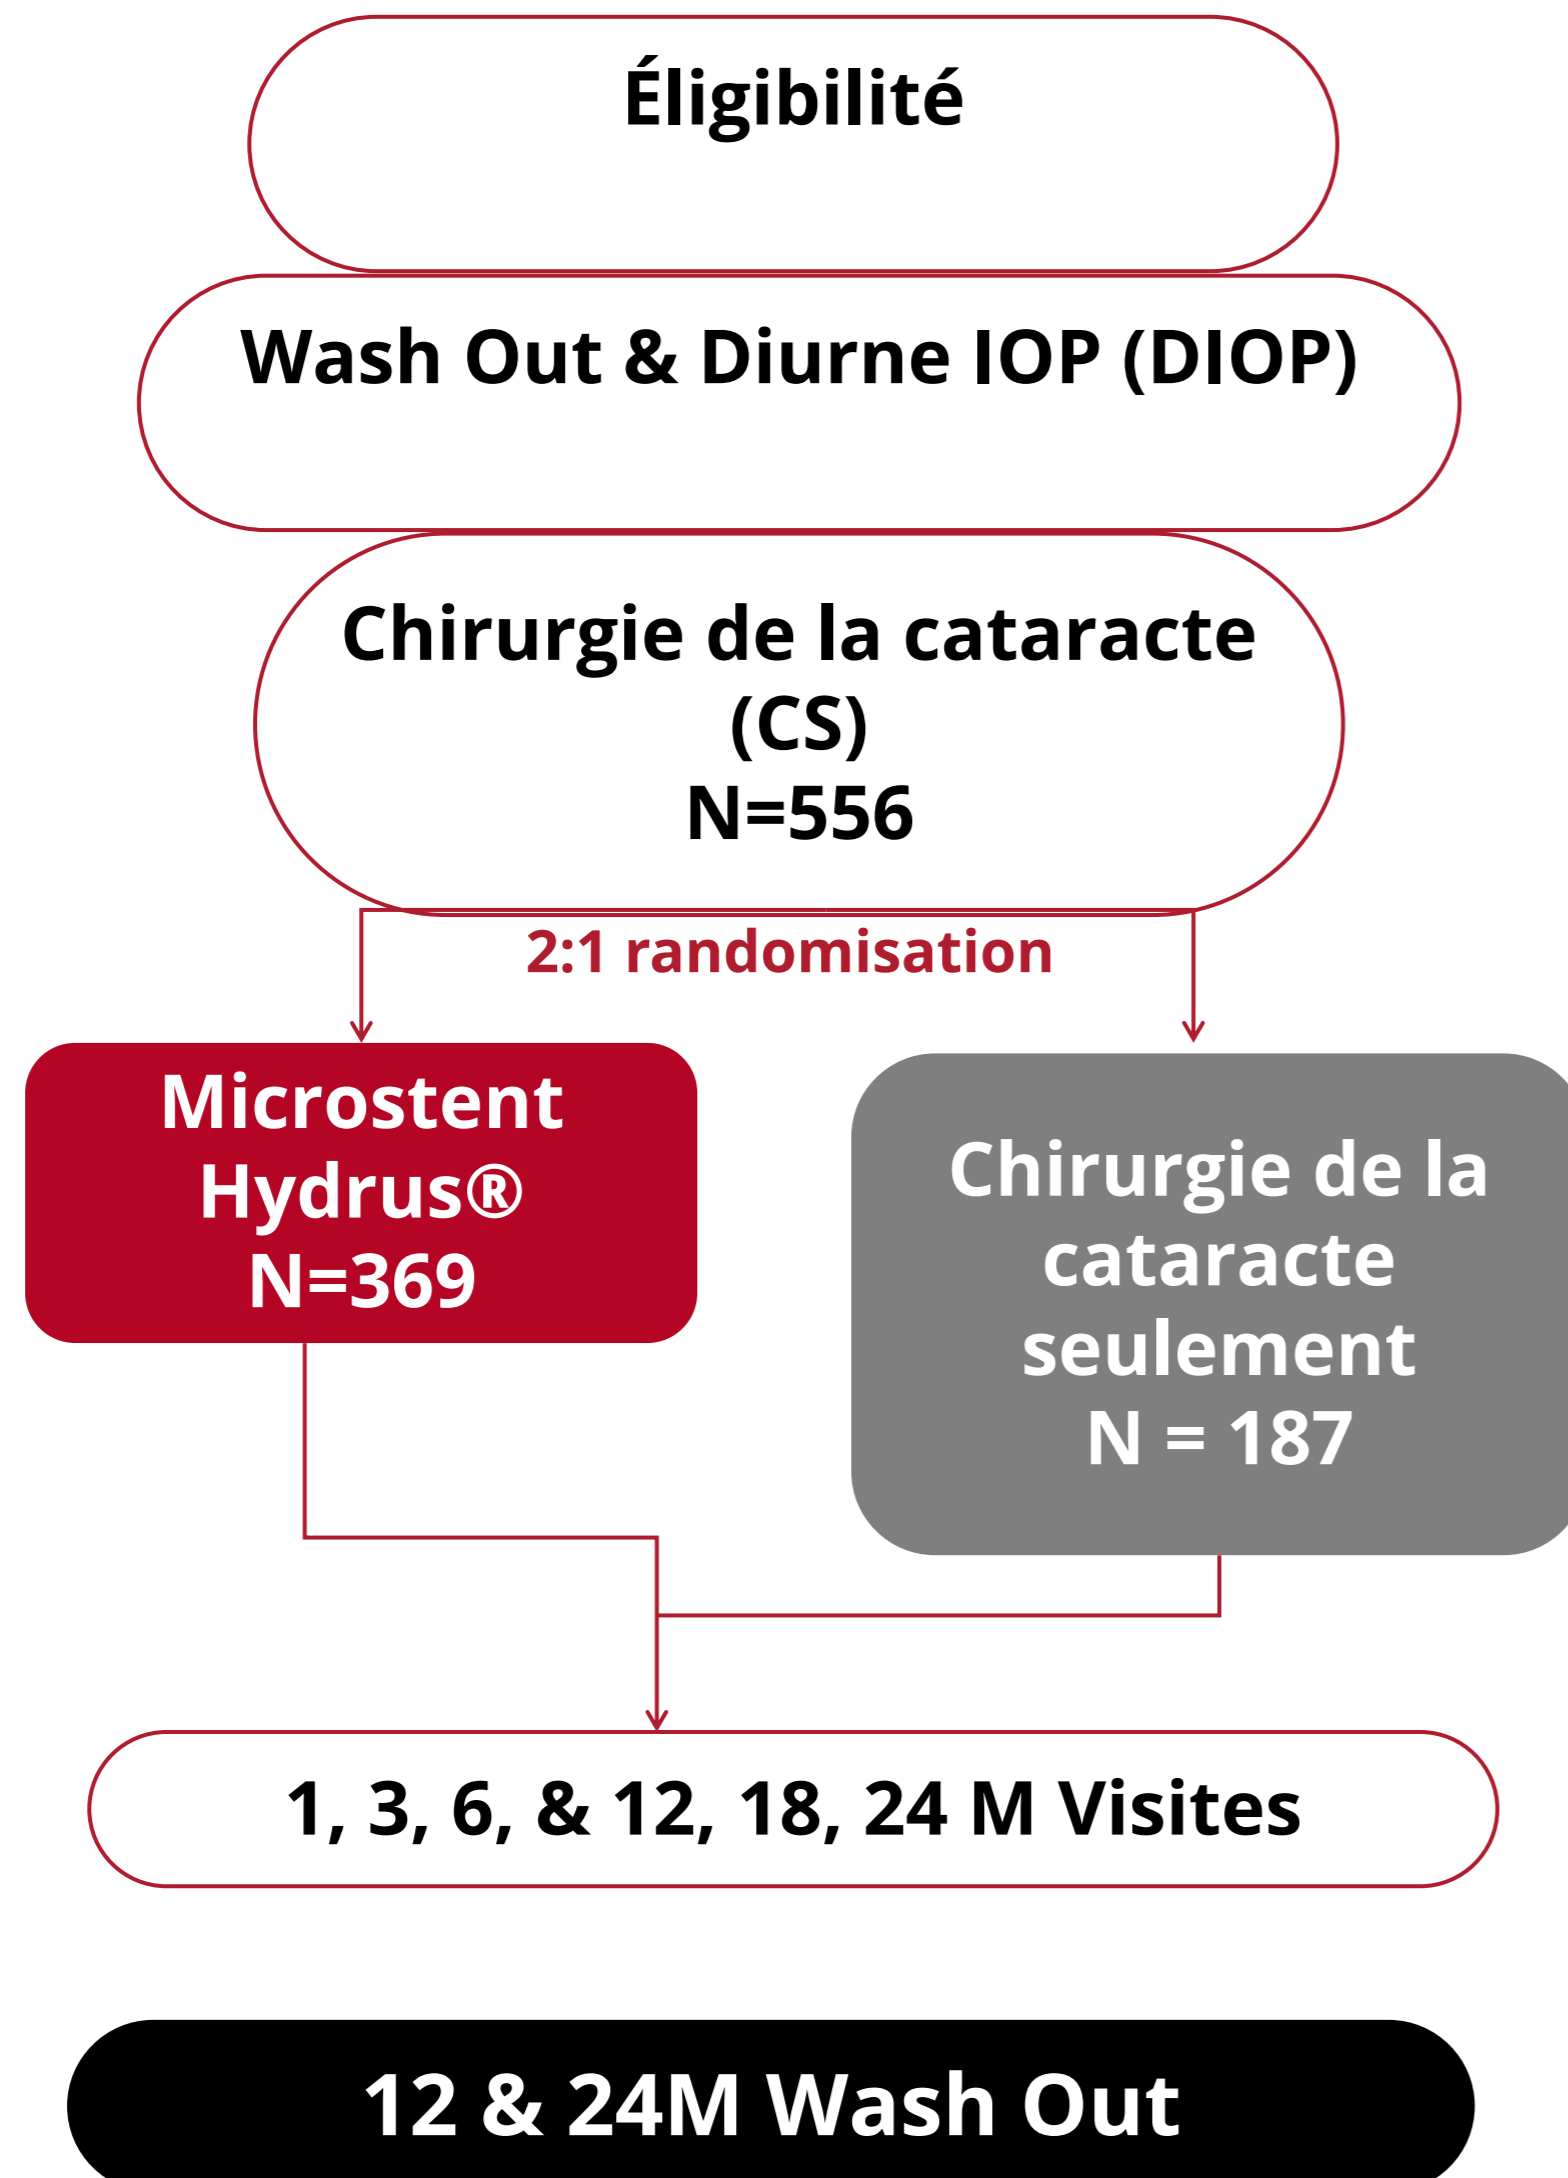 Éligibilité
Wash Out & Diurne IOP (DIOP)
Chirurgie de la cataracte
(CS)
N=556
2:1 randomisation
Microstent
Hydrus®
N=369
Chirurgie de la
cataracte
seulement
N = 187
1, 3, 6, & 12, 18, 24 M Visites
12 & 24M Wash Out